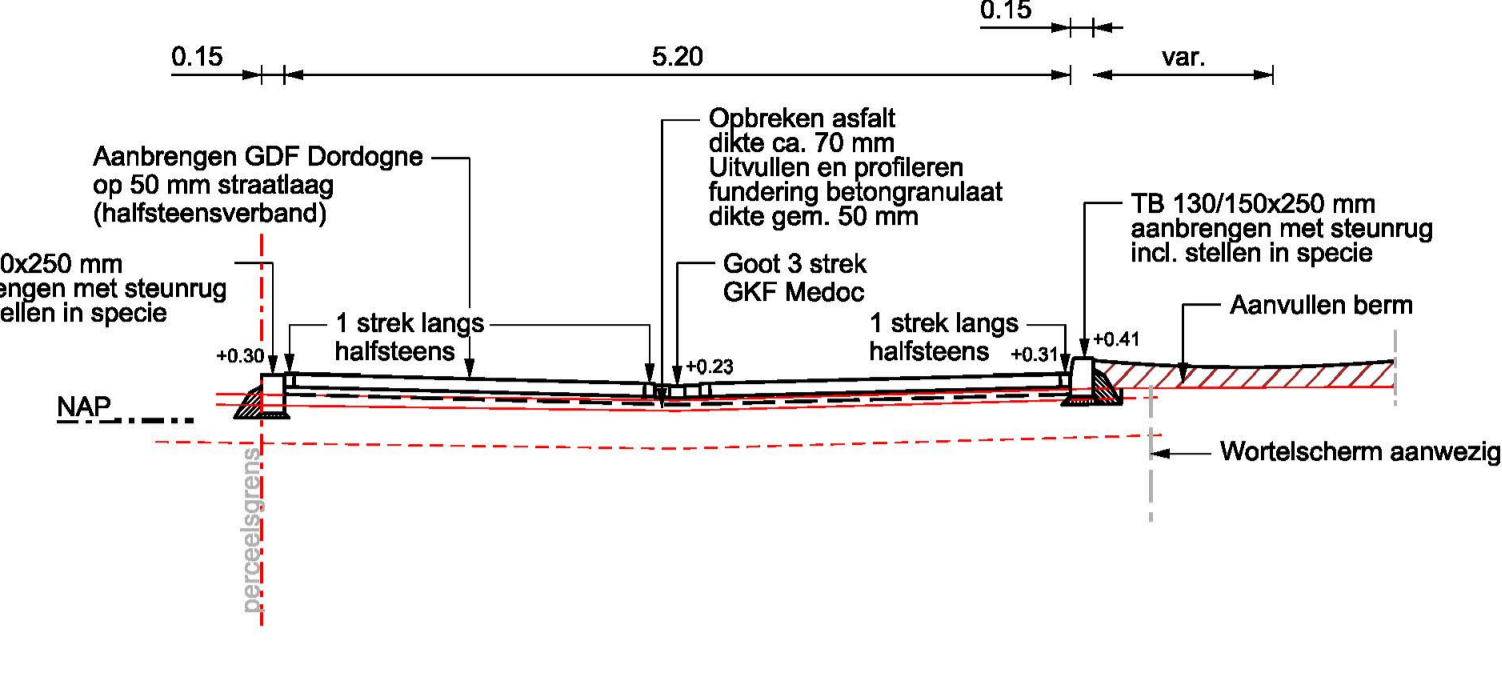 0.15
0.15
5.20
var.
Opbreken asfalt
dikte ca. 70 mm
Uitvullen en profileren
fundering betongranulaat
dikte gem. 50 mm
Aanbrengen GDF Dordogne
op 50 mm straatlaag
(halfsteensverband)
TB 130/150x250 mm
aanbrengen met steunrug
incl. stellen in specie
0x250 mm
engen met steunrug
ellen in specie
Goot 3 strek
GKF Medoc
Aanvullen berm
1 strek langs
halfsteens
1 strek langs
halfsteens
+0.30
+0.23
+0.31
+0.41
NAP
Wortelscherm aanwezig
perceelsgrens